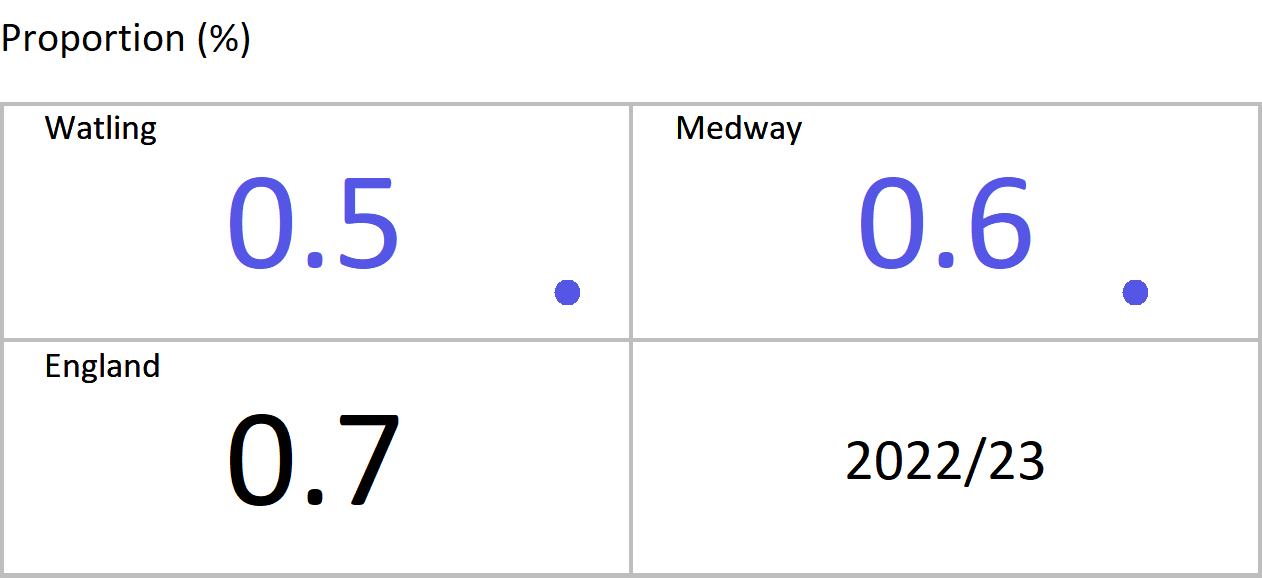 Proportion (%)
Watling
0.5
Medway
0.6
England
0.7
2022/23